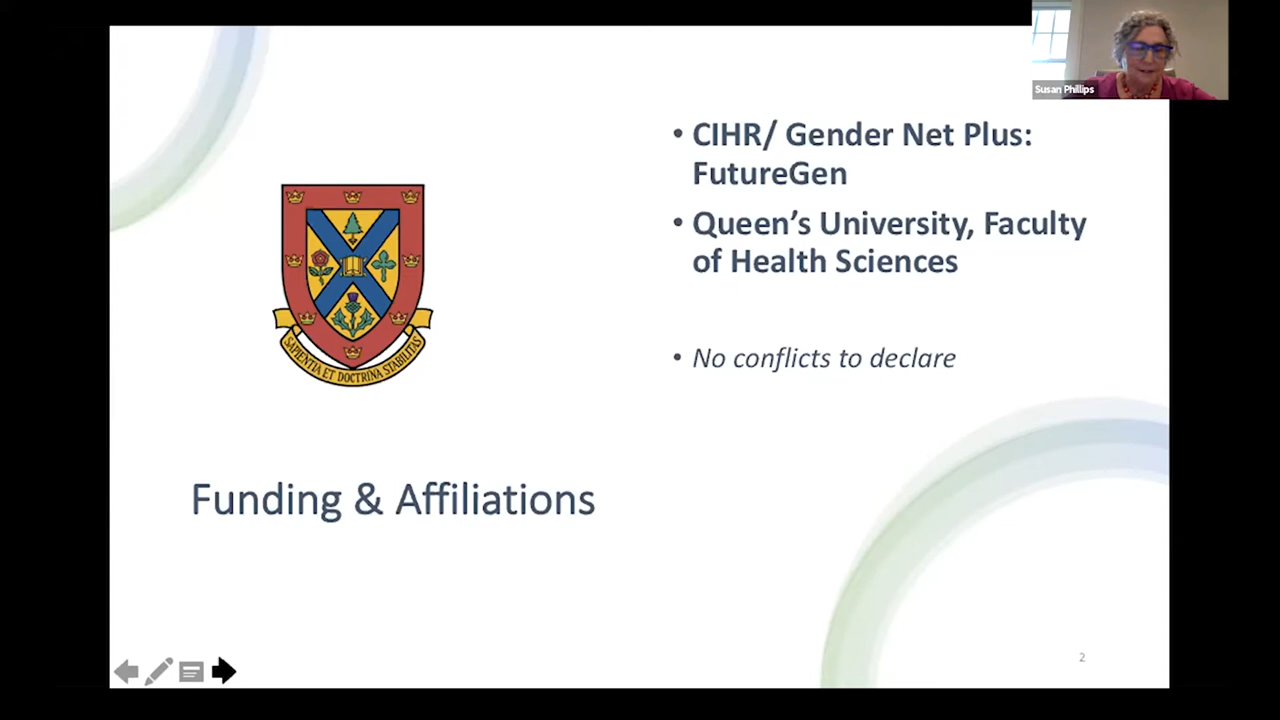 Susan Phillips
• CIHR/ Gender Net Plus:
FutureGen
• Queen’s University, Faculty
of Health Sciences
• No conflicts to declare
SAPIENTIA ET DOCTRINA STABILITAS
Funding & Affiliations
2